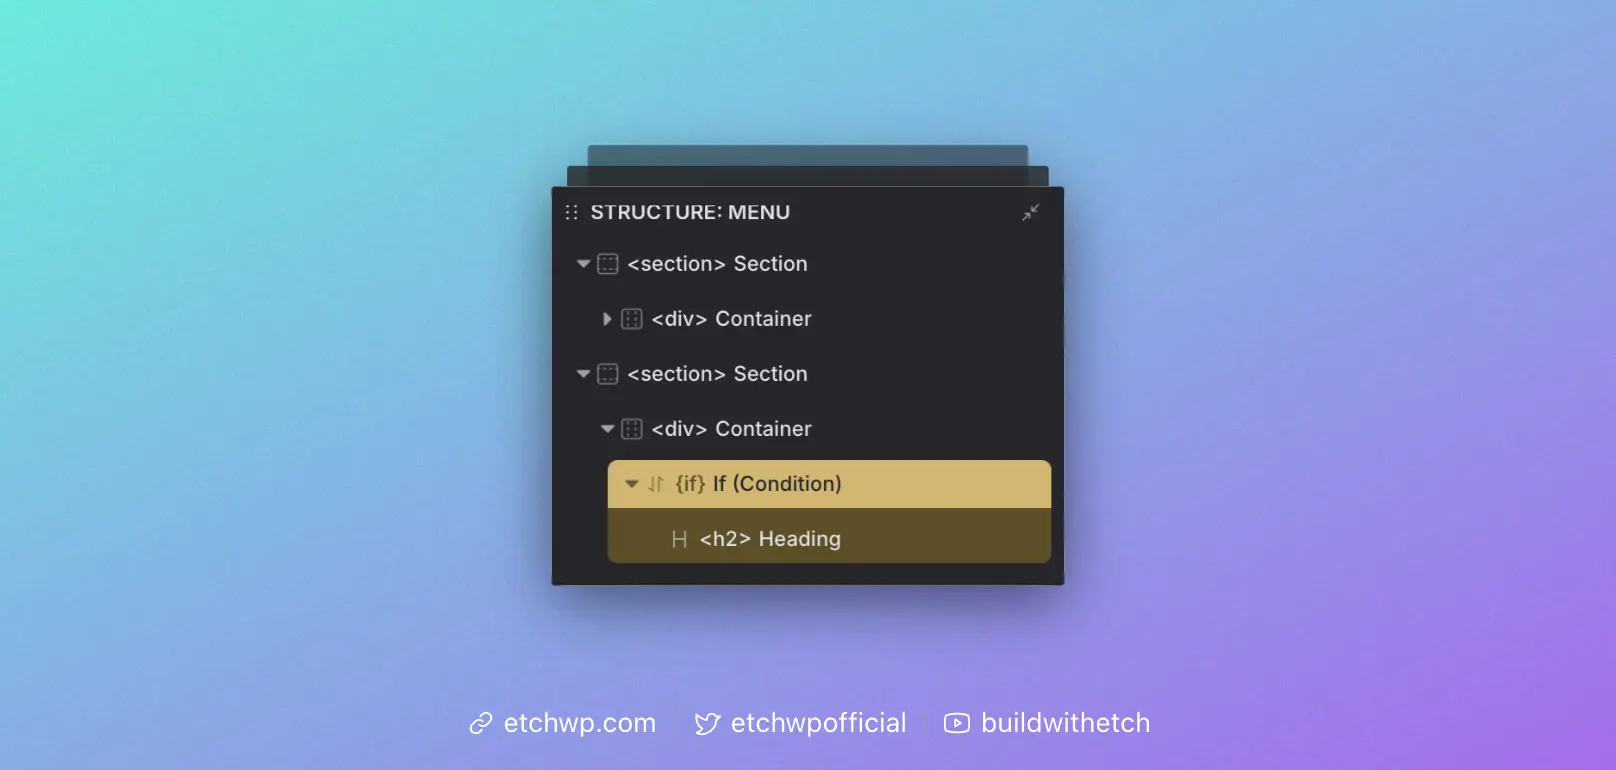 STRUCTURE: MENU
<section> Section
<div> Container
<section> Section
<div> Container
{if} If (Condition)
H <h2> Heading
etchwp.com etchwpofficial buildwithetch